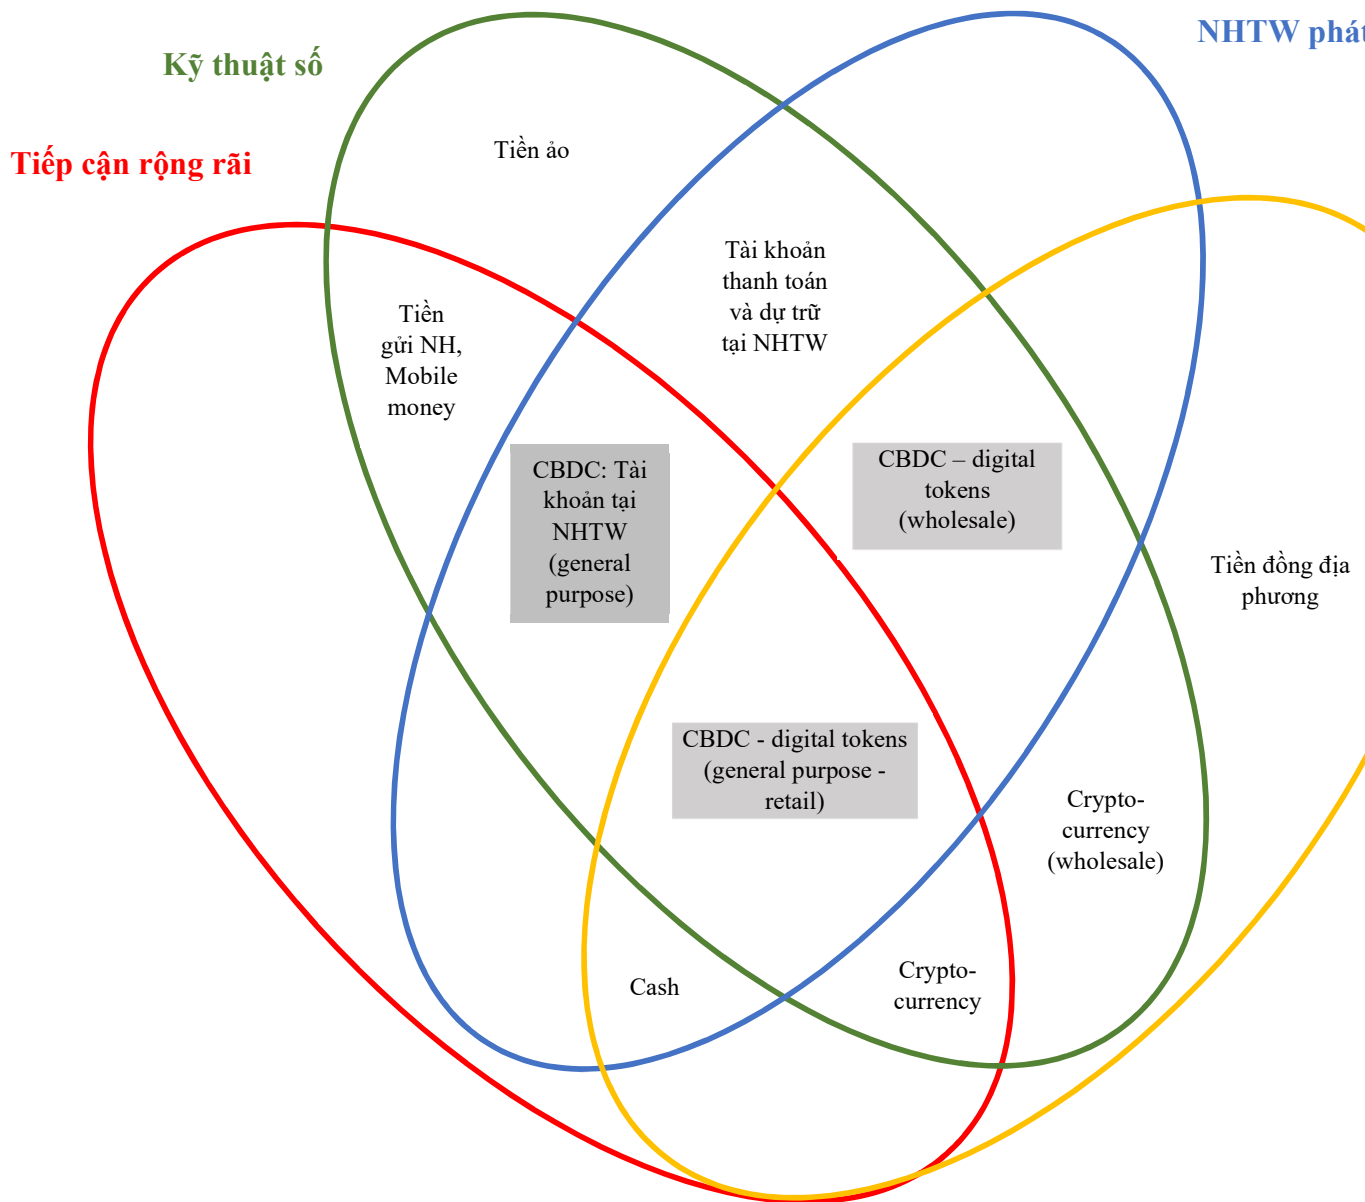 NHTW phát
Kỹ thuật số
Tiếp cận rộng rãi
Tiền ảo
Tài khoản
thanh toán
và dự trữ
tại NHTW
Tiền
gửi NH,
Mobile
money
CBDC: Tài
khoản tại
NHTW
(general
purpose)
CBDC – digital
tokens
(wholesale)
Tiền đồng địa
phương
CBDC - digital tokens
(general purpose -
retail)
Crypto-
currency
(wholesale)
Cash
Crypto-
currency